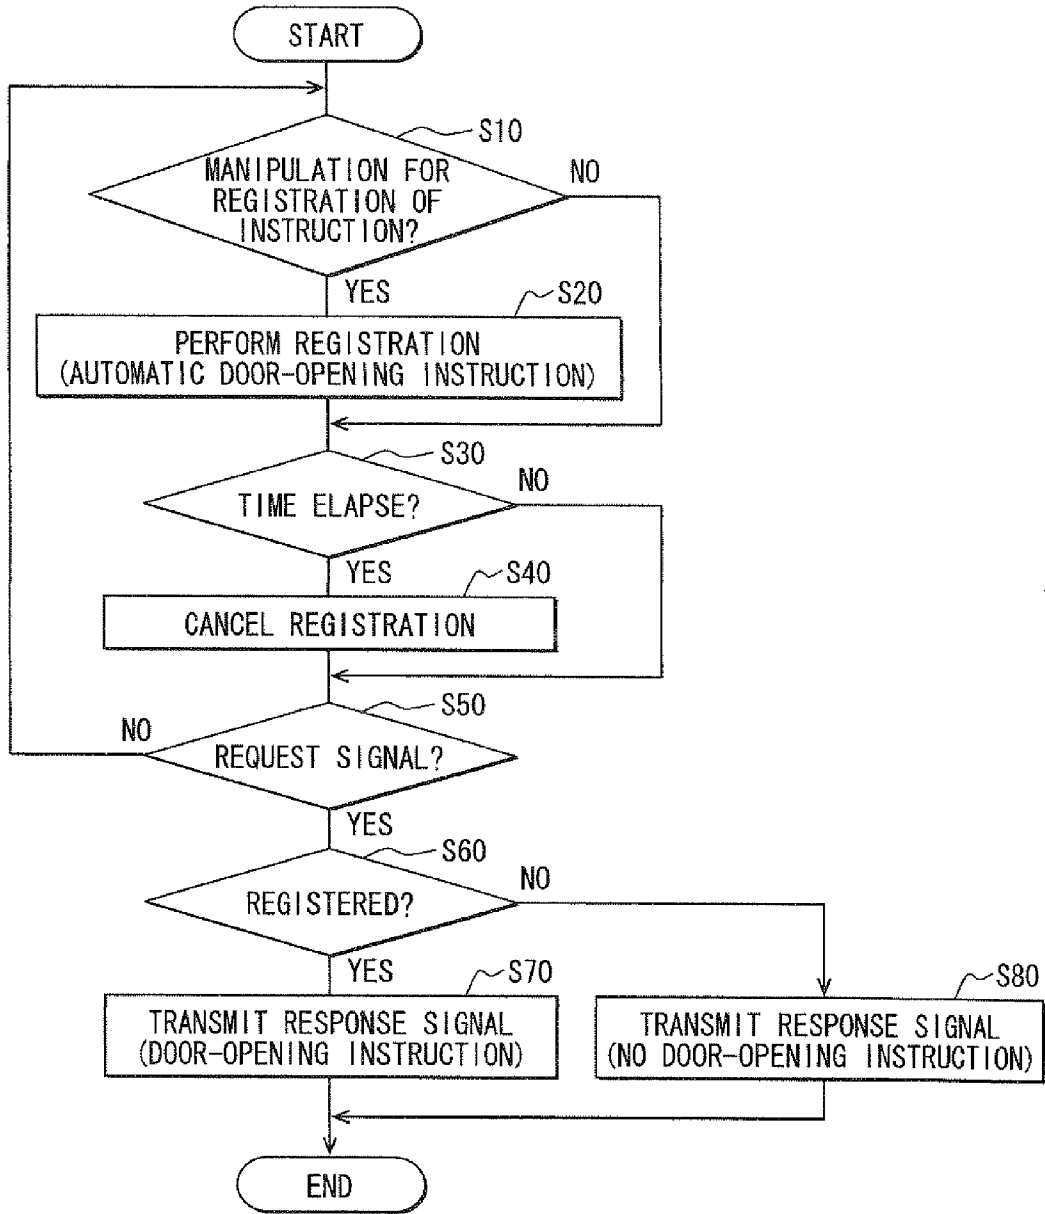 START
S10
MANIPULATION FOR
REGISTRATION OF
INSTRUCTION?
NO
YES
S20
PERFORM REGISTRATION
(AUTOMATIC DOOR-OPENING INSTRUCTION)
S30
TIME ELAPSE?
NO
YES
S40
CANCEL REGISTRATION
S50
NO
REQUEST SIGNAL?
YES
S60
REGISTERED?
NO
YES
S70
TRANSMIT RESPONSE SIGNAL
(DOOR-OPENING INSTRUCTION)
S80
TRANSMIT RESPONSE SIGNAL
(NO DOOR-OPENING INSTRUCTION)
END